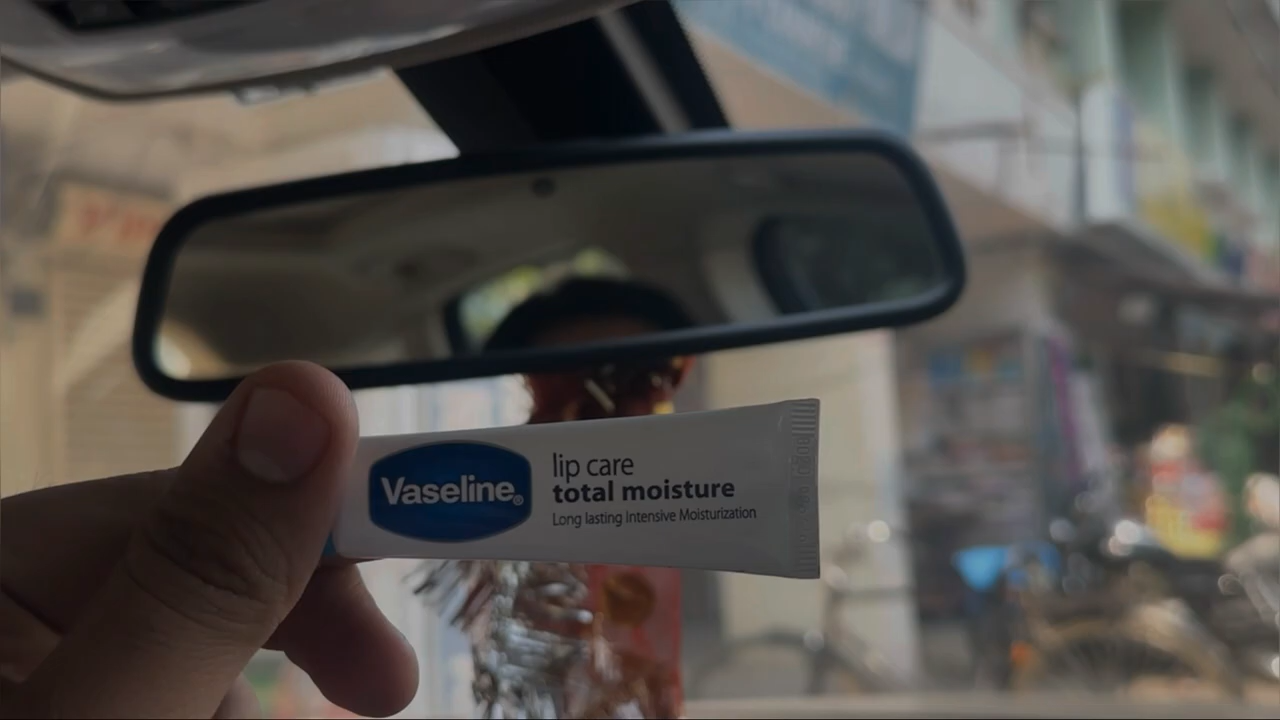 Vaseline®
lip care
total moisture
Long lasting Intensive Moisturization